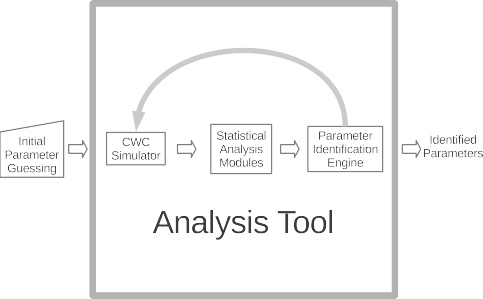 Initial
Parameter
Guessing
CWC
Simulator
Statistical
Analysis
Modules
Parameter
Identification
Engine
Identified
Parameters
Analysis Tool